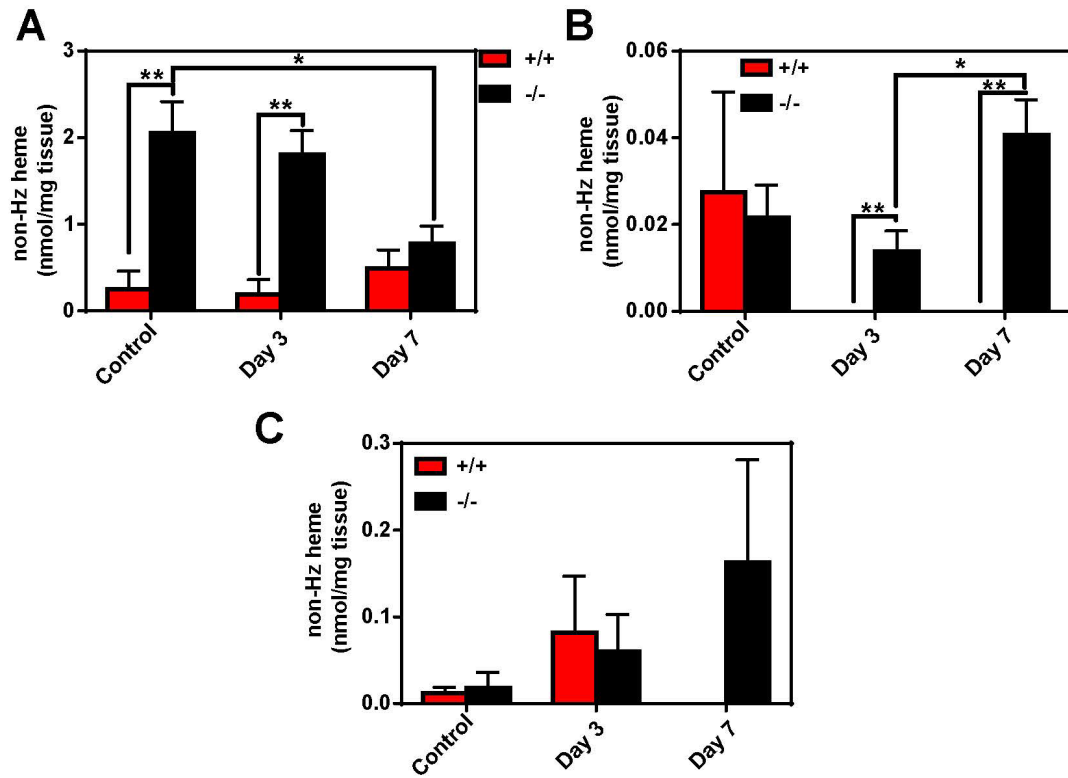 A
non-Hz heme
(nmol/mg tissue)
3
2
1
0
**
*
**
+/+
-/-
Control
Day 3
Day 7
B
non-Hz heme
(nmol/mg tissue)
0.06
0.04
0.02
0.00
+/+
-/-
*
**
**
Control
Day 3
Day 7
C
non-Hz heme
(nmol/mg tissue)
0.3
0.2
0.1
0.0
+/+
-/-
Control
Day 3
Day 7